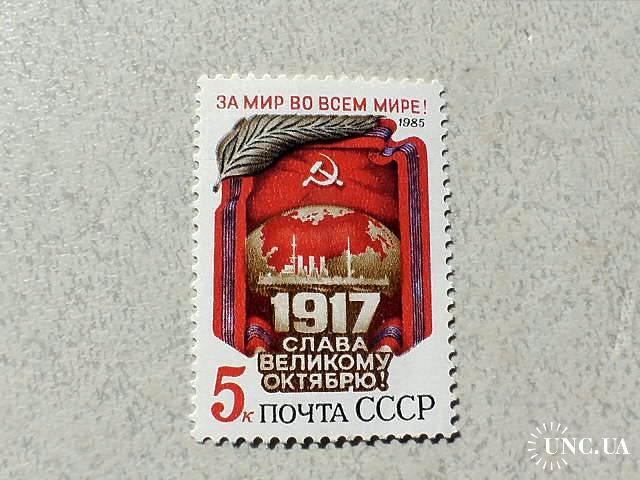 ЗА МИР ВО ВСЕМ МИРЕ!
1985
1917
СЛАВА
ВЕЛИКОМУ
ОКТЯБРЮ!
5к ПОЧТА СССР
UNC.UA